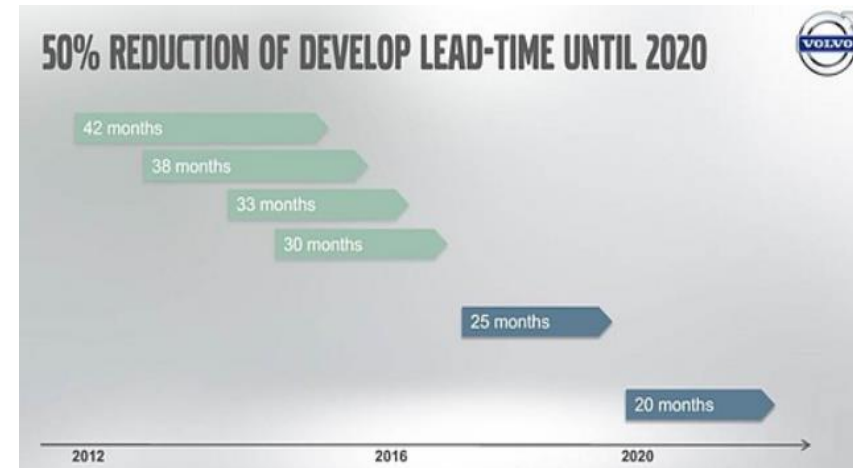 50% REDUCTION OF DEVELOP LEAD-TIME UNTIL 2020
VOLVO
42 months
38 months
33 months
30 months
25 months
20 months
2012 2016 2020